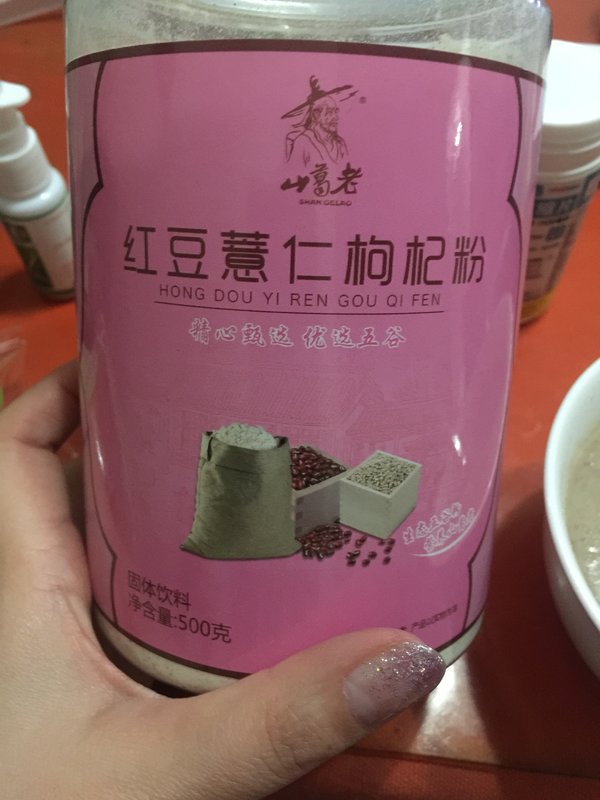 ®
山葛老
SHAN GELAO
红豆薏仁枸杞粉
HONG DOU YI REN GOU QI FEN
精心甄选 优选五谷
固体饮料
净含量:500克